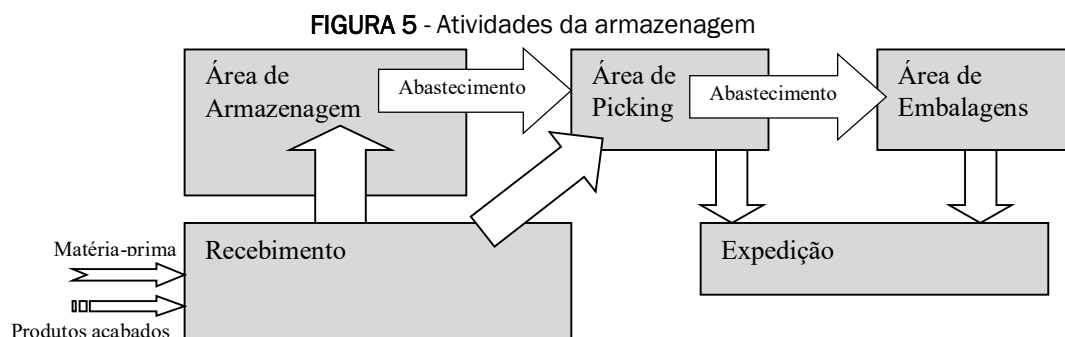 FIGURA 5 - Atividades da armazenagem
Área de
Armazenagem
Abastecimento
Área de
Picking
Abastecimento
Área de
Embalagens
Matéria-prima
Recebimento
Expedição
Produtos acabados